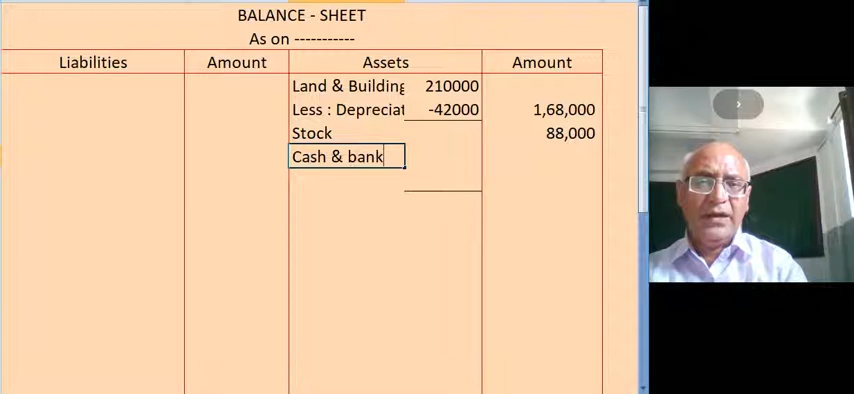 BALANCE - SHEET
As on -----------
Liabilities Amount Assets Amount
Land & Building 210000
Less : Depreciat -42000 1,68,000
Stock 88,000
Cash & bank